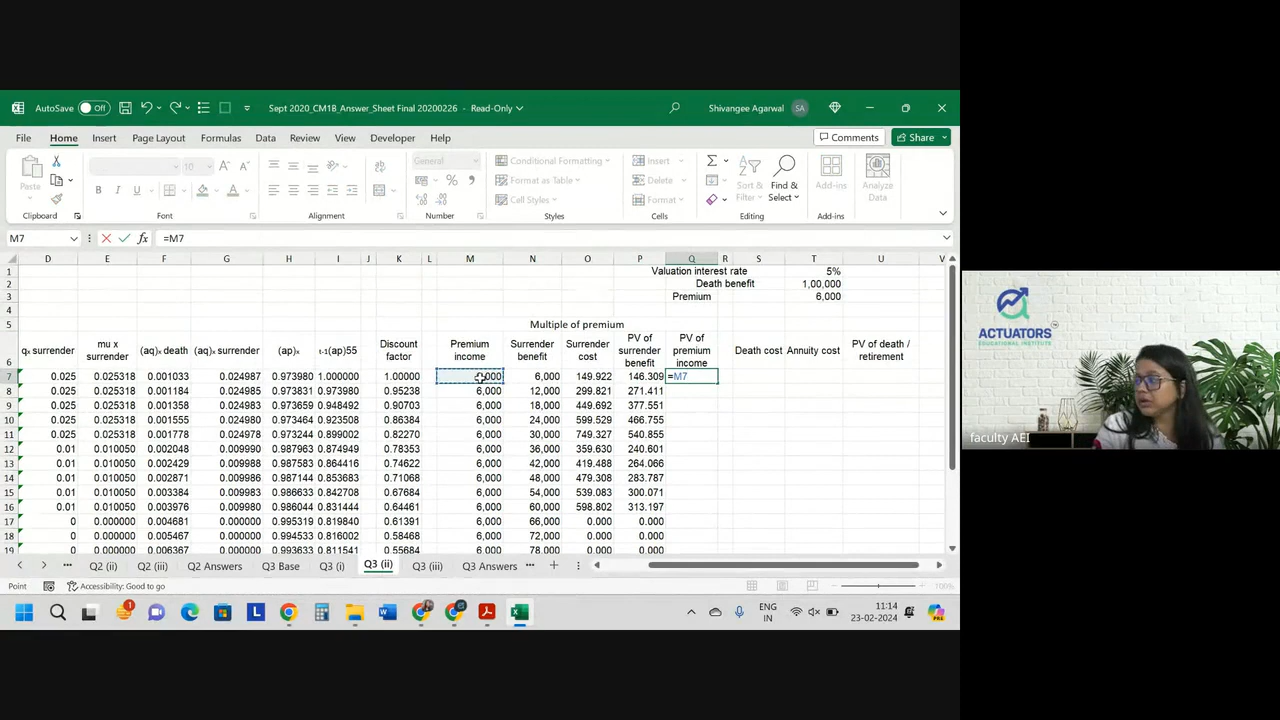 AutoSave Off Sept 2020_CM1B_Answer_Sheet Final 20200226 - Read-Only Shivangee Agarwal SA
File Home Insert Page Layout Formulas Data Review View Developer Help Comments Share
Paste 10 B I U General % Conditional Formatting Format as Table Cell Styles Insert Delete Format Sort & Filter Find & Select Add-ins Analyze Data
Clipboard Font Alignment Number Styles Cells Editing Add-ins
M7 fx =M7
D E F G H I J K L M N O P Q R S T U V
1 Valuation interest rate 5%
2 Death benefit 1,00,000
3 Premium 6,000
4
5 Multiple of premium
6 qx surrender mu x surrender (aq)x death (aq)x surrender (ap)x t-1(ap)55 Discount factor Premium income Surrender benefit Surrender cost PV of surrender benefit PV of premium income Death cost Annuity cost PV of death / retirement
7 0.025 0.025318 0.001033 0.024987 0.973980 1.000000 1.00000 6,000 149.922 146.309 =M7
8 0.025 0.025318 0.001184 0.024985 0.973831 0.973980 0.95238 6,000 12,000 299.821 271.411
9 0.025 0.025318 0.001358 0.024983 0.973659 0.948492 0.90703 6,000 18,000 449.692 377.551
10 0.025 0.025318 0.001555 0.024980 0.973464 0.923508 0.86384 6,000 24,000 599.529 466.755
11 0.025 0.025318 0.001778 0.024978 0.973244 0.899002 0.82270 6,000 30,000 749.327 540.855
12 0.01 0.010050 0.002048 0.009990 0.987963 0.874949 0.78353 6,000 36,000 359.630 240.601
13 0.01 0.010050 0.002429 0.009988 0.987583 0.864416 0.74622 6,000 42,000 419.488 264.066
14 0.01 0.010050 0.002871 0.009986 0.987144 0.853683 0.71068 6,000 48,000 479.308 283.787
15 0.01 0.010050 0.003384 0.009983 0.986633 0.842708 0.67684 6,000 54,000 539.083 300.071
16 0.01 0.010050 0.003976 0.009980 0.986044 0.831444 0.64461 6,000 60,000 598.802 313.197
17 0 0.000000 0.004681 0.000000 0.995319 0.819840 0.61391 6,000 66,000 0.000 0.000
18 0 0.000000 0.005467 0.000000 0.994533 0.816002 0.58468 6,000 72,000 0.000 0.000
19 0 0.000000 0.006367 0.000000 0.993633 0.811541 0.55684 6,000 78,000 0.000 0.000
Q2 (ii) Q2 (iii) Q2 Answers Q3 Base Q3 (i) Q3 (ii) Q3 (iii) Q3 Answers
Point Accessibility: Good to go 100%
ENG IN 11:14 23-02-2024
ACTUATORS
EDUCATIONAL INSTITUTE
faculty AEI